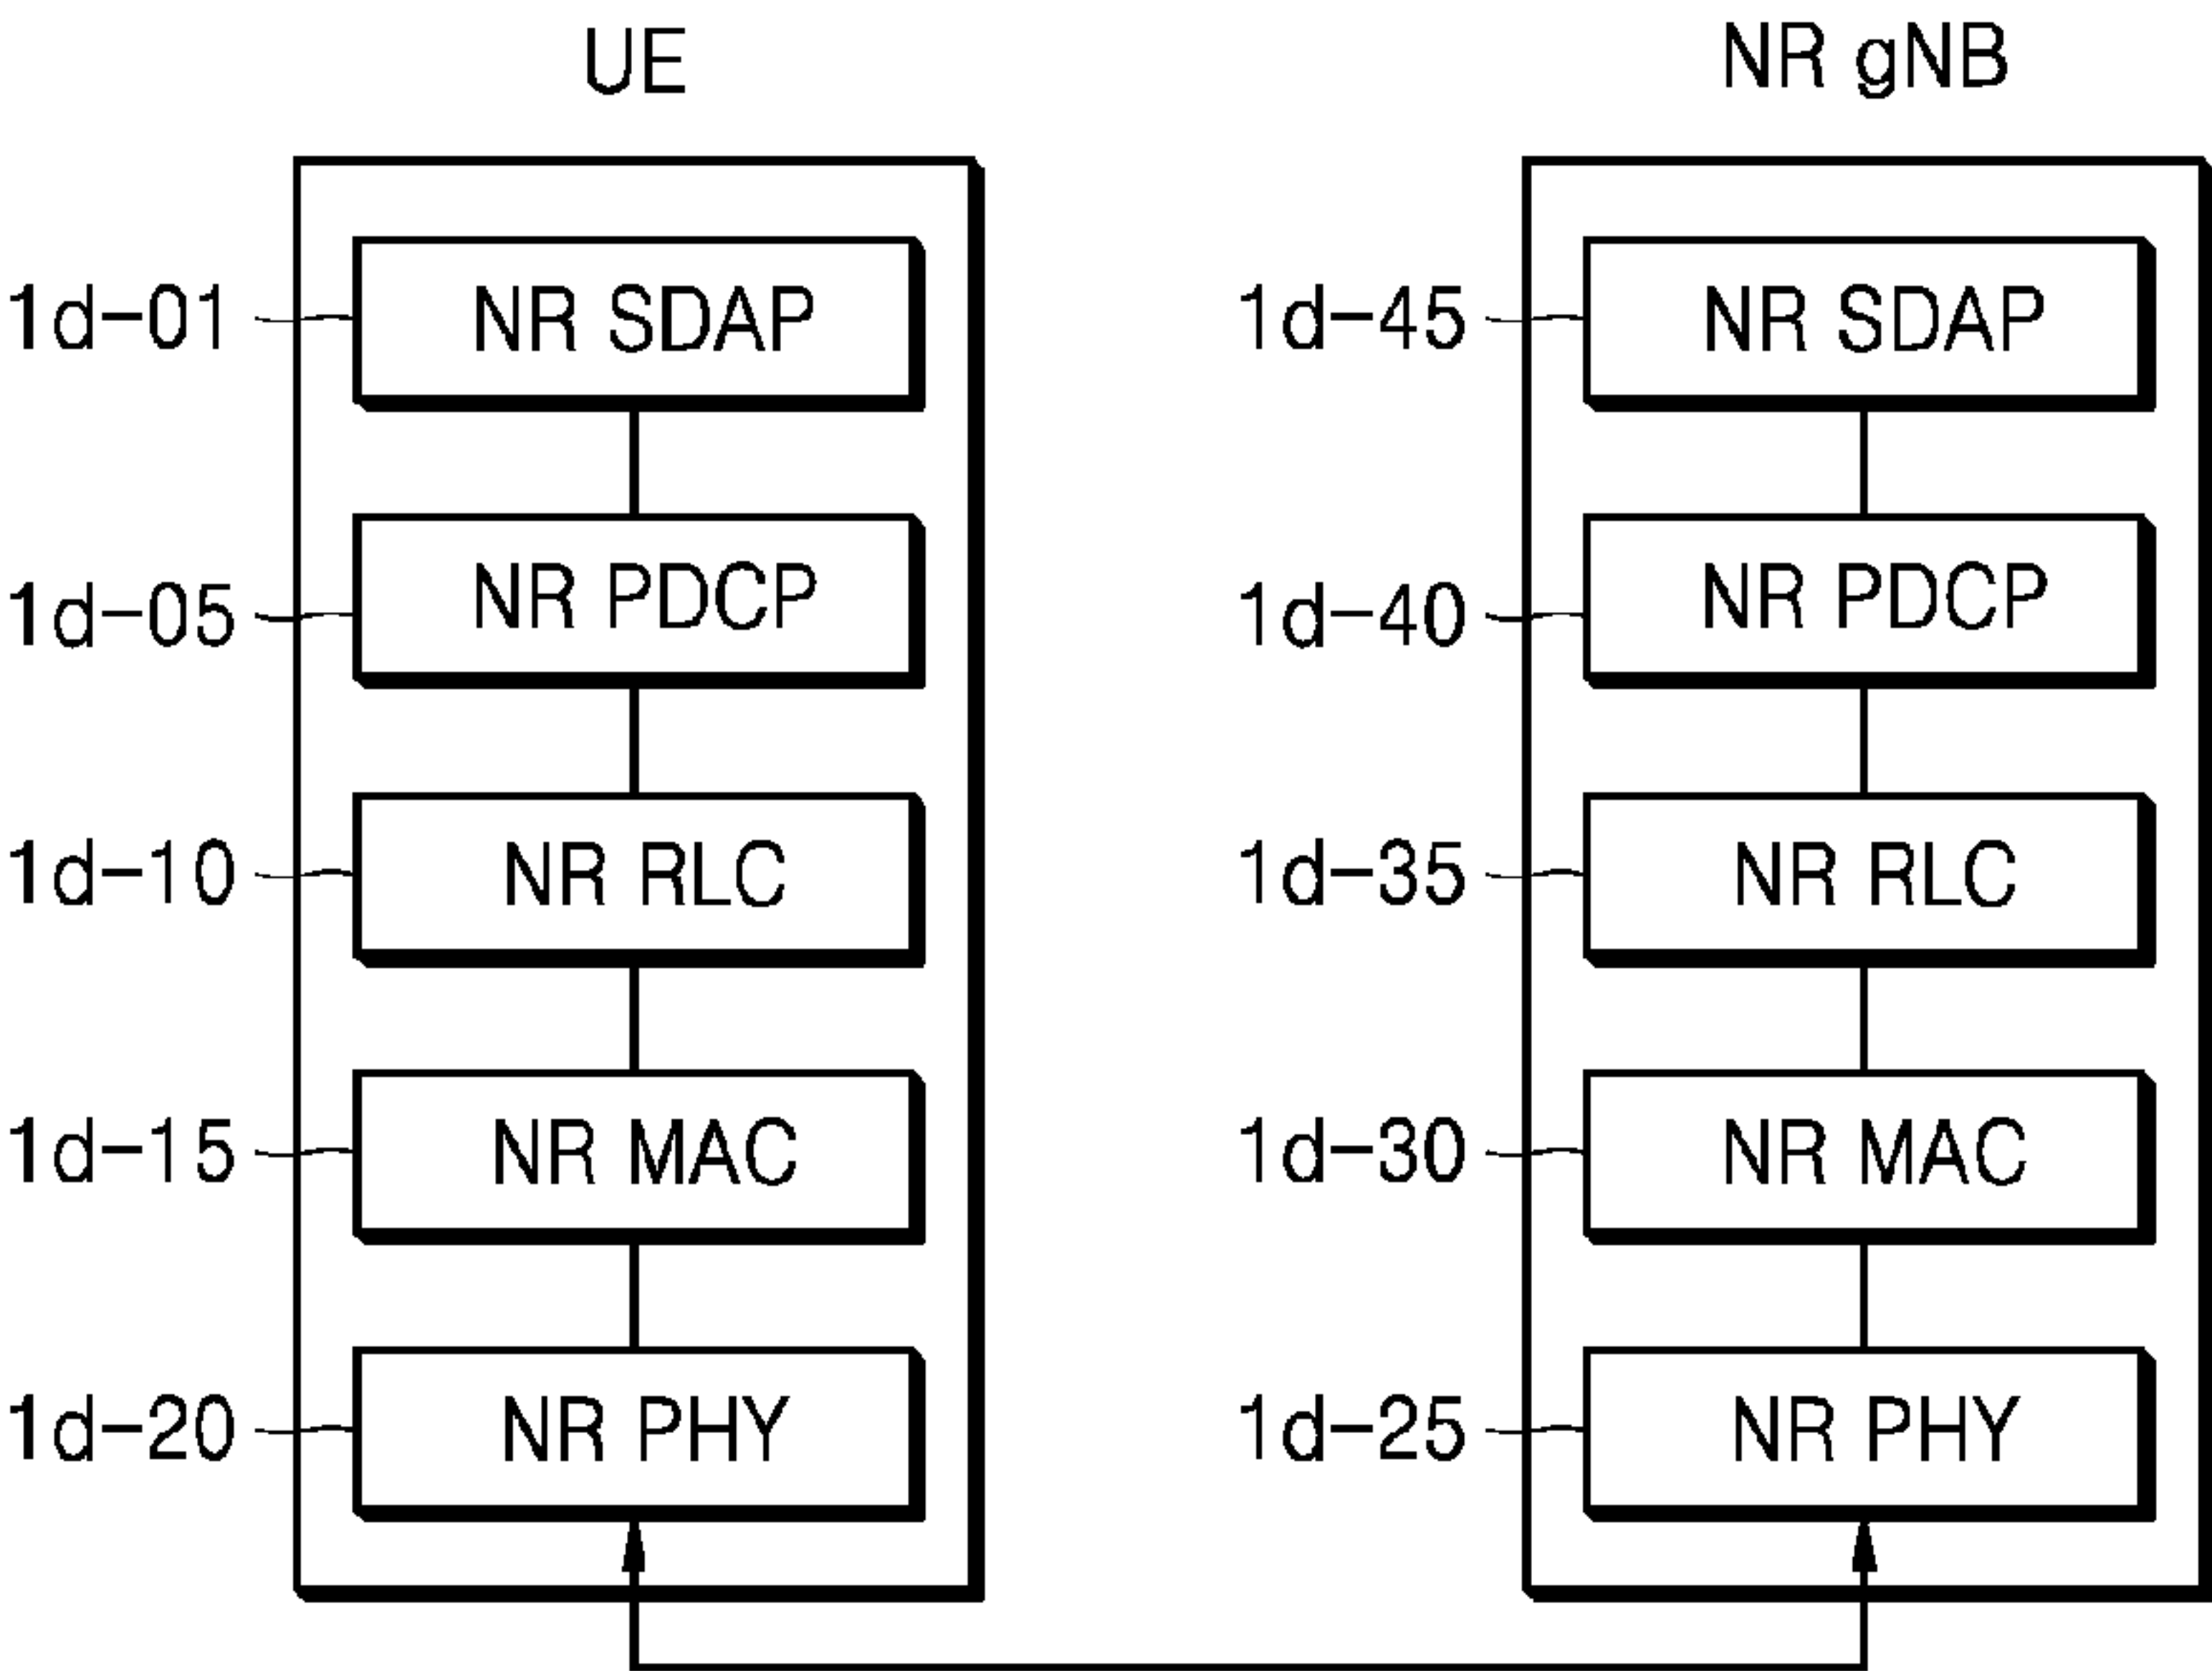 UE NR gNB
1d-01 NR SDAP 1d-45 NR SDAP
1d-05 NR PDCP 1d-40 NR PDCP
1d-10 NR RLC 1d-35 NR RLC
1d-15 NR MAC 1d-30 NR MAC
1d-20 NR PHY 1d-25 NR PHY